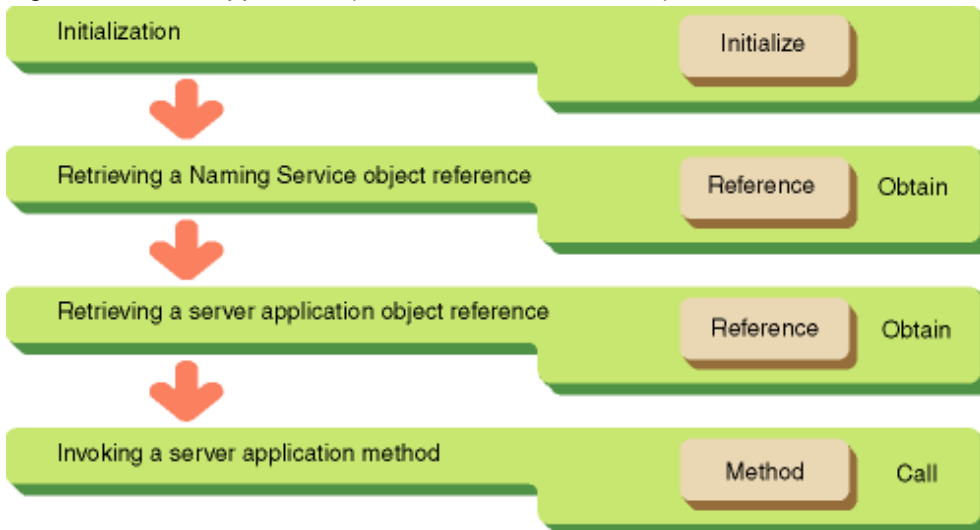 Initialization
Initialize
Retrieving a Naming Service object reference
Reference
Obtain
Retrieving a server application object reference
Reference
Obtain
Invoking a server application method
Method
Call